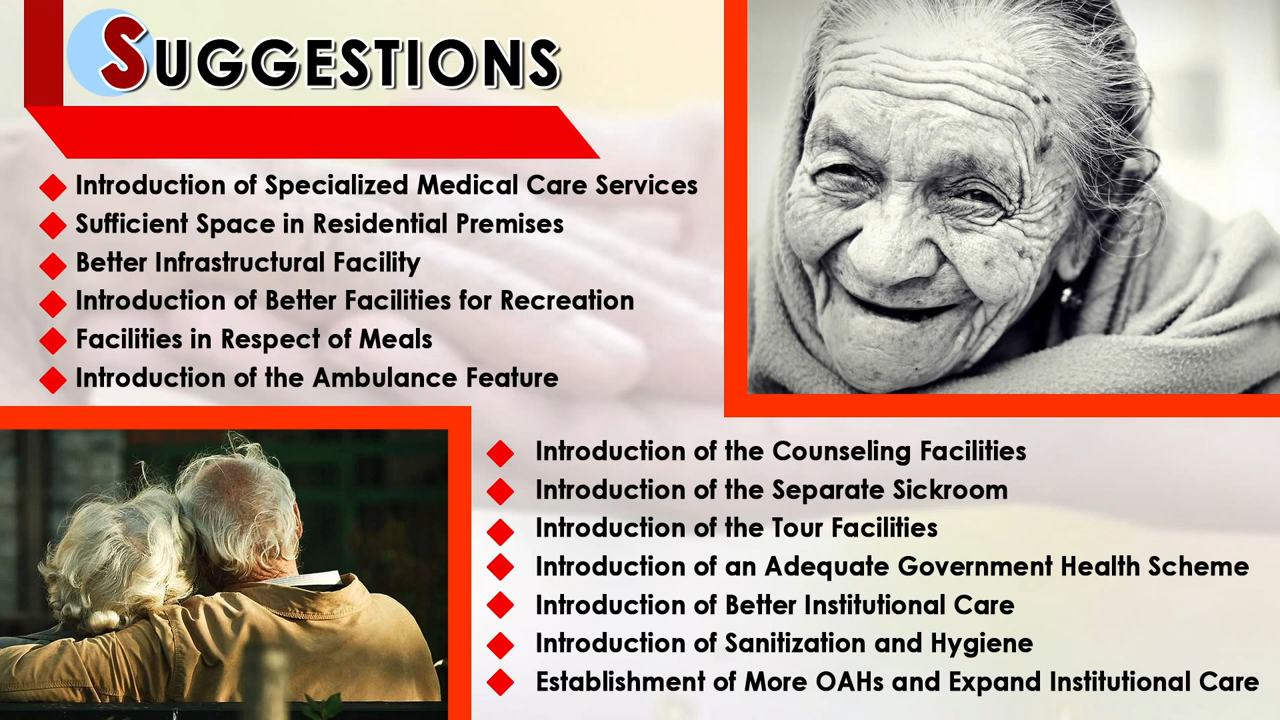 SUGGESTIONS
Introduction of Specialized Medical Care Services
Sufficient Space in Residential Premises
Better Infrastructural Facility
Introduction of Better Facilities for Recreation
Facilities in Respect of Meals
Introduction of the Ambulance Feature
Introduction of the Counseling Facilities
Introduction of the Separate Sickroom
Introduction of the Tour Facilities
Introduction of an Adequate Government Health Scheme
Introduction of Better Institutional Care
Introduction of Sanitization and Hygiene
Establishment of More OAHs and Expand Institutional Care